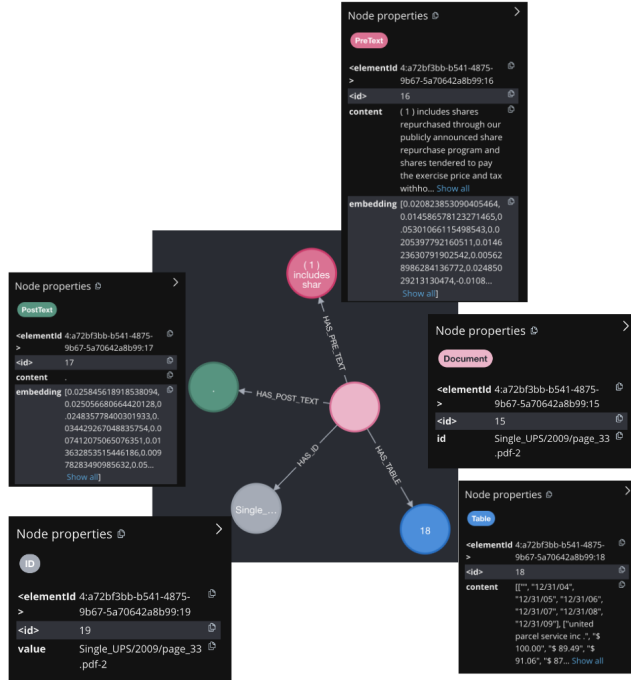 Node properties
PreText
<elementId 4:a72bf3bb-b541-4875-
> 9b67-5a70642a8b99:16
<id> 16
content ( 1 ) includes shares
repurchased through our
publicly announced share
repurchase program and
shares tendered to pay
the exercise price and tax
withho... Show all
embedding [0.020823853090405464,
0.014586578123271465,0
.05301066115498543,0.0
205397792160511,0.0146
23630791902542,0.00562
8986284136772,0.024850
29213130474,-0.0108...
Show all]
( 1 )
includes
shar
HAS_PRE_TEXT
Node properties
PostText
<elementId 4:a72bf3bb-b541-4875-
> 9b67-5a70642a8b99:17
<id> 17
content .
embedding [0.025845618918538094,
0.025056680664420128,0
.024835778400301933,0.
034429267048835754,0.0
07412075065076351,0.01
3632853515446186,0.009
78283490985632,0.05...
Show all]
.
HAS_POST_TEXT
HAS_ID
HAS_TABLE
Single_...
18
Node properties
Document
<elementId 4:a72bf3bb-b541-4875-
> 9b67-5a70642a8b99:15
<id> 15
id Single_UPS/2009/page_33
.pdf-2
Node properties
Table
<elementId 4:a72bf3bb-b541-4875-
> 9b67-5a70642a8b99:18
<id> 18
content [["", "12/31/04",
"12/31/05", "12/31/06",
"12/31/07", "12/31/08",
"12/31/09"], ["united
parcel service inc .", "$
100.00", "$ 89.49", "$
91.06", "$ 87... Show all
Node properties
ID
<elementId 4:a72bf3bb-b541-4875-
> 9b67-5a70642a8b99:19
<id> 19
value Single_UPS/2009/page_33
.pdf-2